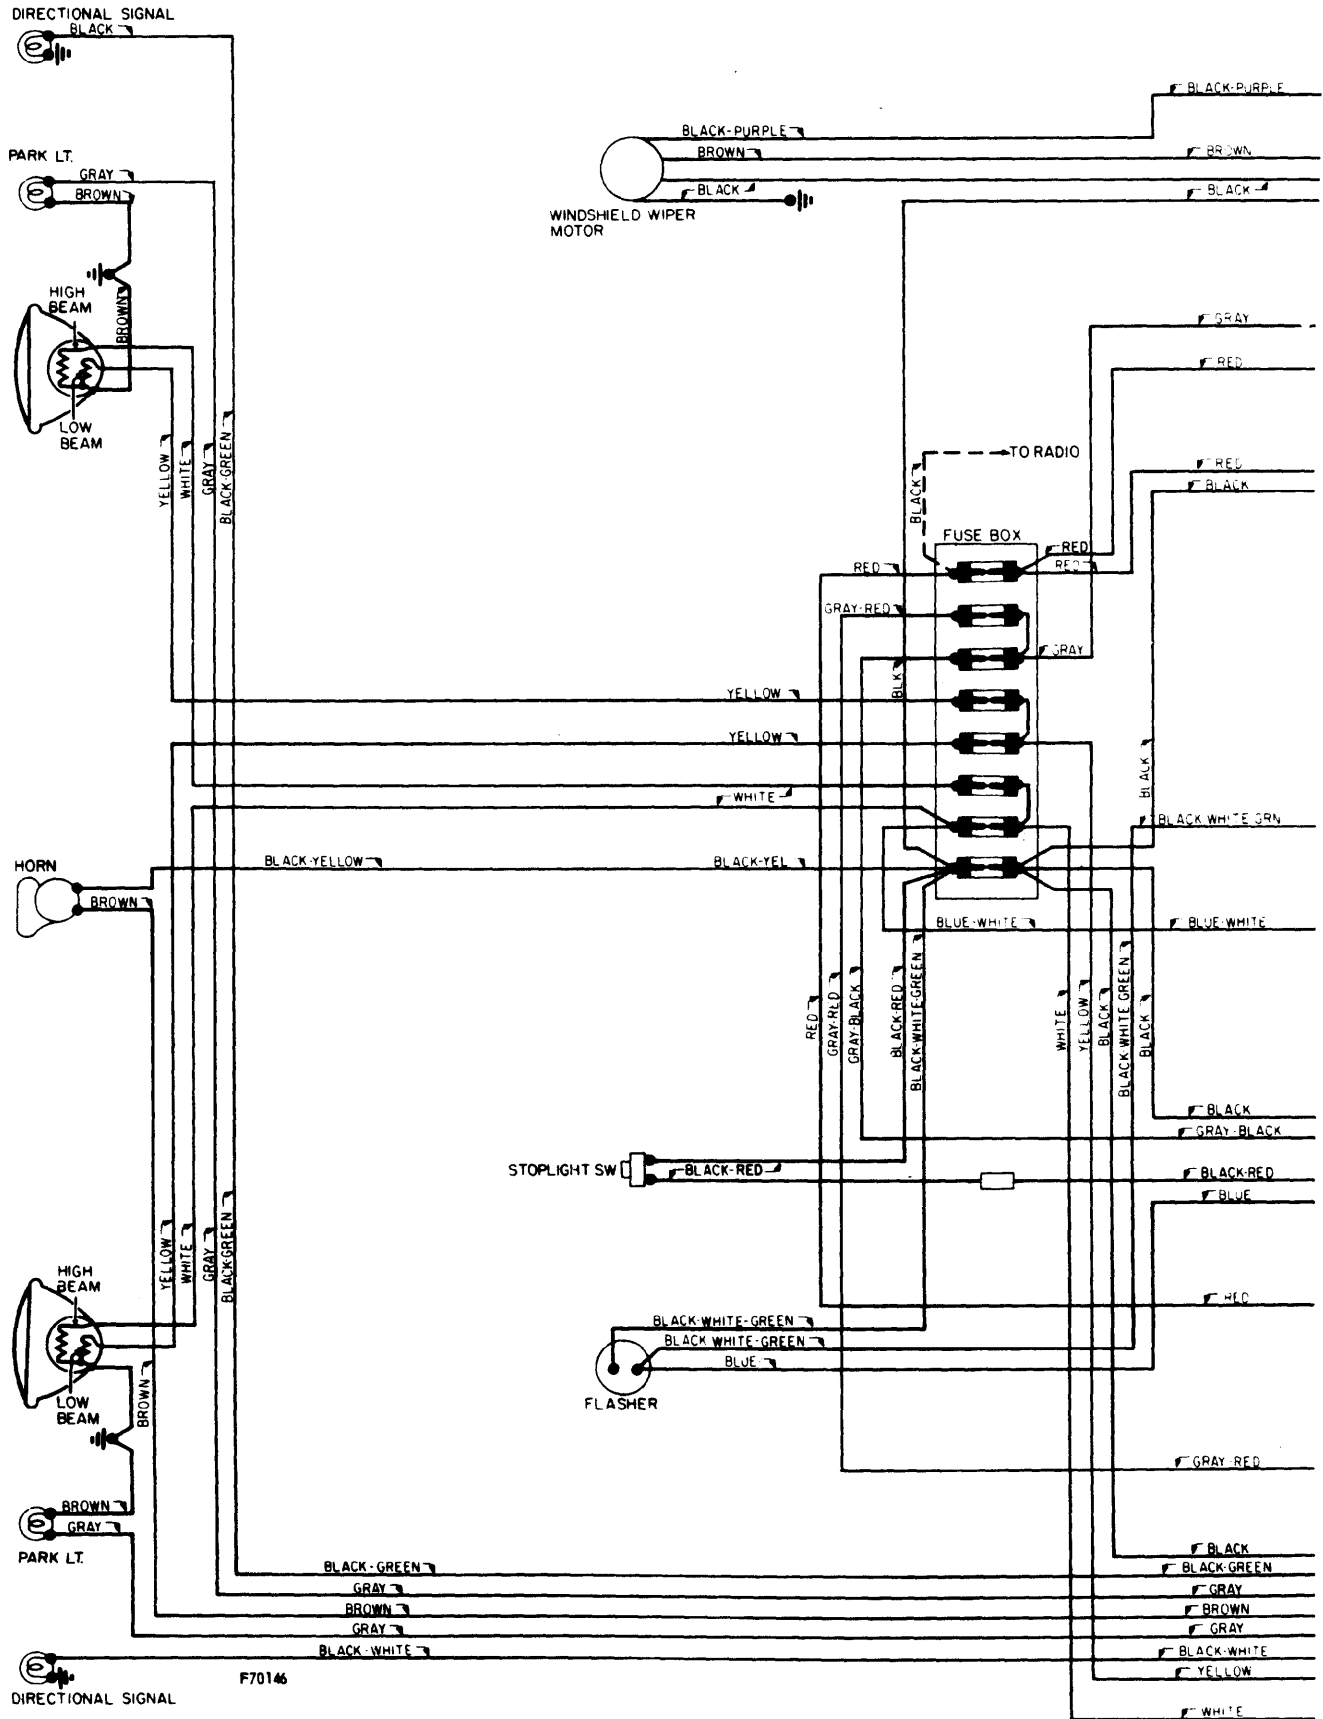 DIRECTIONAL SIGNAL
BLACK
BLACK-PURPLE
BLACK-PURPLE
PARK LT.
BROWN
BROWN
GRAY
BROWN
BLACK
BLACK
WINDSHIELD WIPER
MOTOR
HIGH
BEAM
BROWN
GRAY
RED
LOW
BEAM
YELLOW
WHITE
GRAY
BLACK-GREEN
TO RADIO
BLACK
RED
BLACK
FUSE BOX
RED
RED
RED
GRAY-RED
GRAY
BLK
YELLOW
YELLOW
BLACK
WHITE
BLACK WHITE GRN
HORN
BLACK-YELLOW
BLACK-YEL
BROWN
BLUE-WHITE
BLUE-WHITE
RED
GRAY-RED
GRAY-BLACK
BLACK-RED
BLACK-WHITE-GREEN
WHITE
YELLOW
BLACK
BLACK-WHITE GREEN
BLACK
BLACK
GRAY-BLACK
STOPLIGHT SW
BLACK-RED
BLACK-RED
BLUE
YELLOW
WHITE
GRAY
BLACK-GREEN
HIGH
BEAM
RED
BLACK-WHITE-GREEN
BLACK WHITE-GREEN
BLUE
LOW
BEAM
BROWN
FLASHER
GRAY-RED
BROWN
GRAY
PARK LT.
BLACK
BLACK-GREEN
BLACK-GREEN
GRAY
GRAY
BROWN
BROWN
GRAY
GRAY
BLACK-WHITE
BLACK-WHITE
F70146
YELLOW
DIRECTIONAL SIGNAL
WHITE